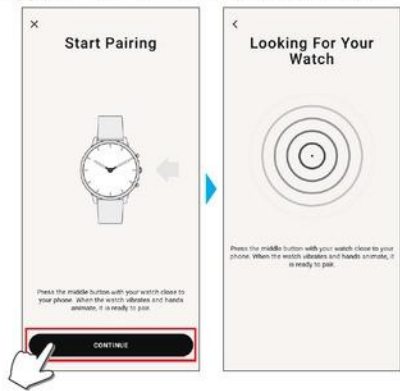 Start Pairing
Press the middle button with your watch close to
your phone. When the watch vibrates and hands
animate, it is ready to pair.
CONTINUE
Looking For Your
Watch
Press the middle button with your watch close to your
phone. When the watch vibrates and hands animate, it
is ready to pair.